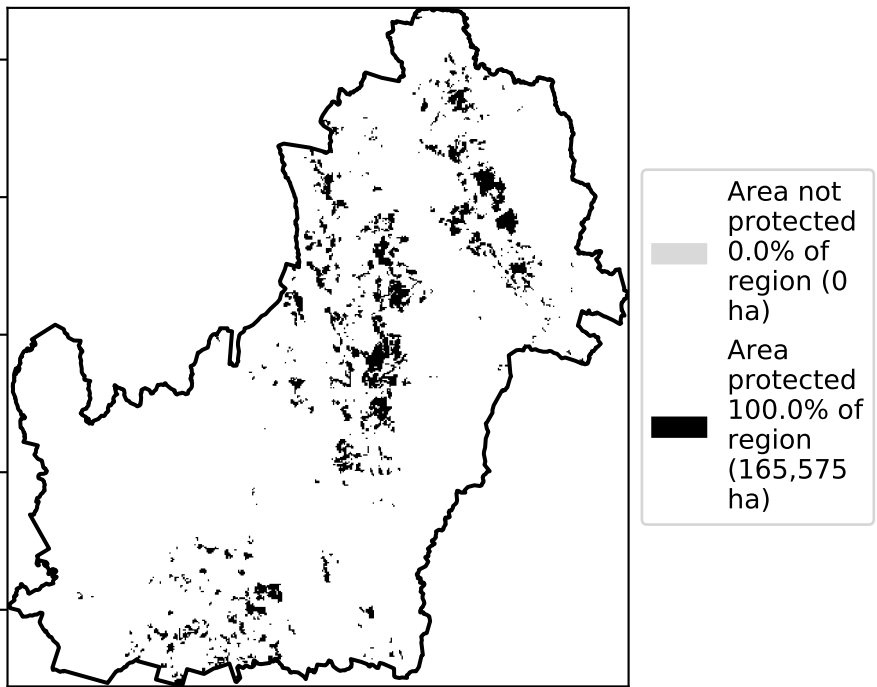 Area not
protected
0.0% of
region (0
ha)
Area
protected
100.0% of
region
(165,575
ha)